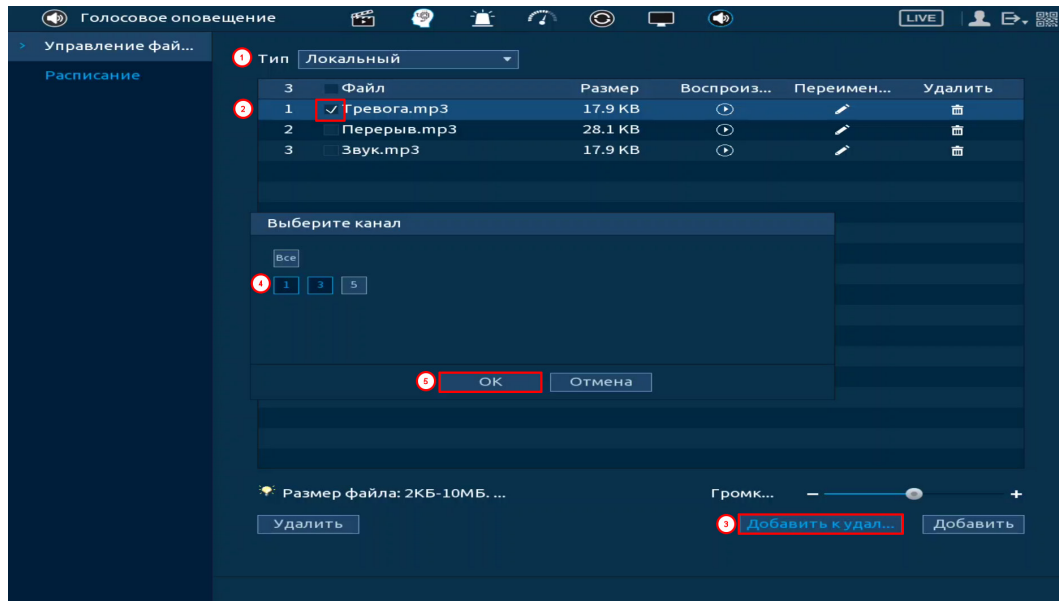 Голосовое оповещение
LIVE
Управление фай...
Расписание
1 Тип Локальный
3 Файл Размер Воспроиз... Переимен... Удалить
2 1 Тревога.mp3 17.9 KB
2 Перерыв.mp3 28.1 KB
3 Звук.mp3 17.9 KB
Выберите канал
Все
4 1 3 5
5 OK Отмена
Размер файла: 2КБ-10МБ. ... Громк... – +
Удалить 3 Добавить к удал... Добавить